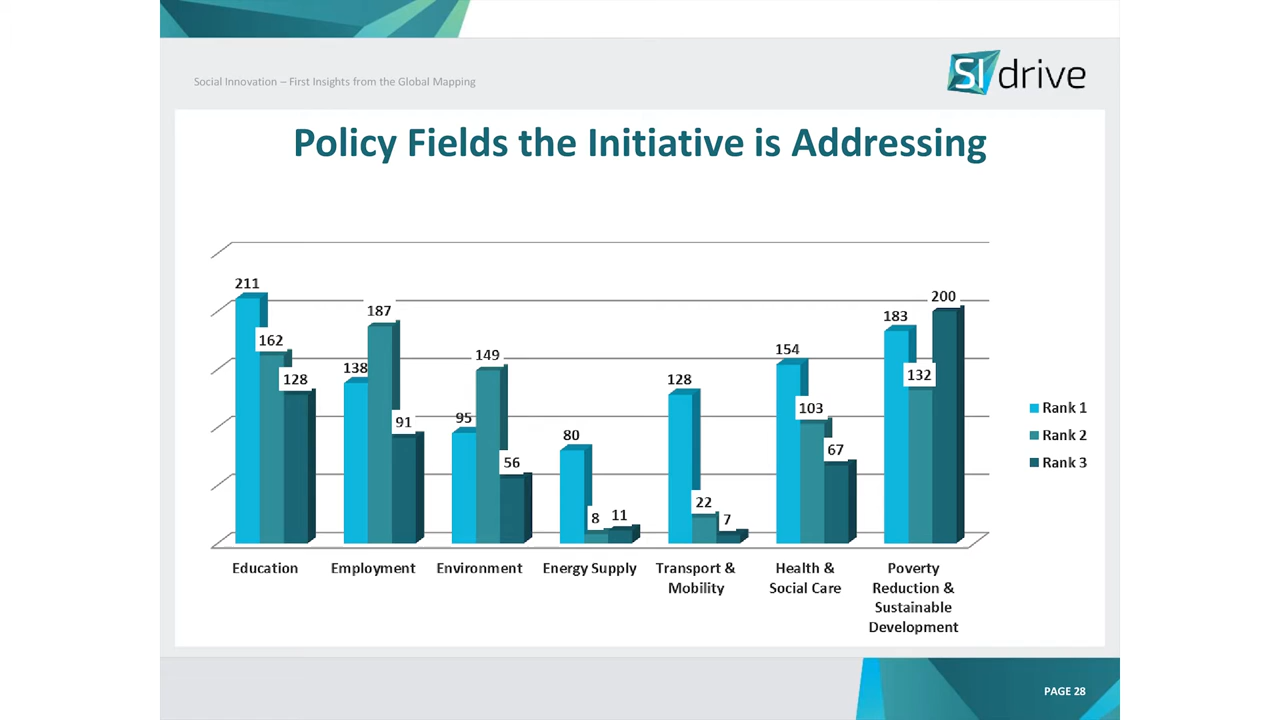 SI drive
Social Innovation – First Insights from the Global Mapping
Policy Fields the Initiative is Addressing
211
162
128
138
187
91
95
149
56
80
8
11
128
22
7
154
103
67
183
132
200
Rank 1
Rank 2
Rank 3
Education
Employment
Environment
Energy Supply
Transport &
Mobility
Health &
Social Care
Poverty
Reduction &
Sustainable
Development
PAGE 28